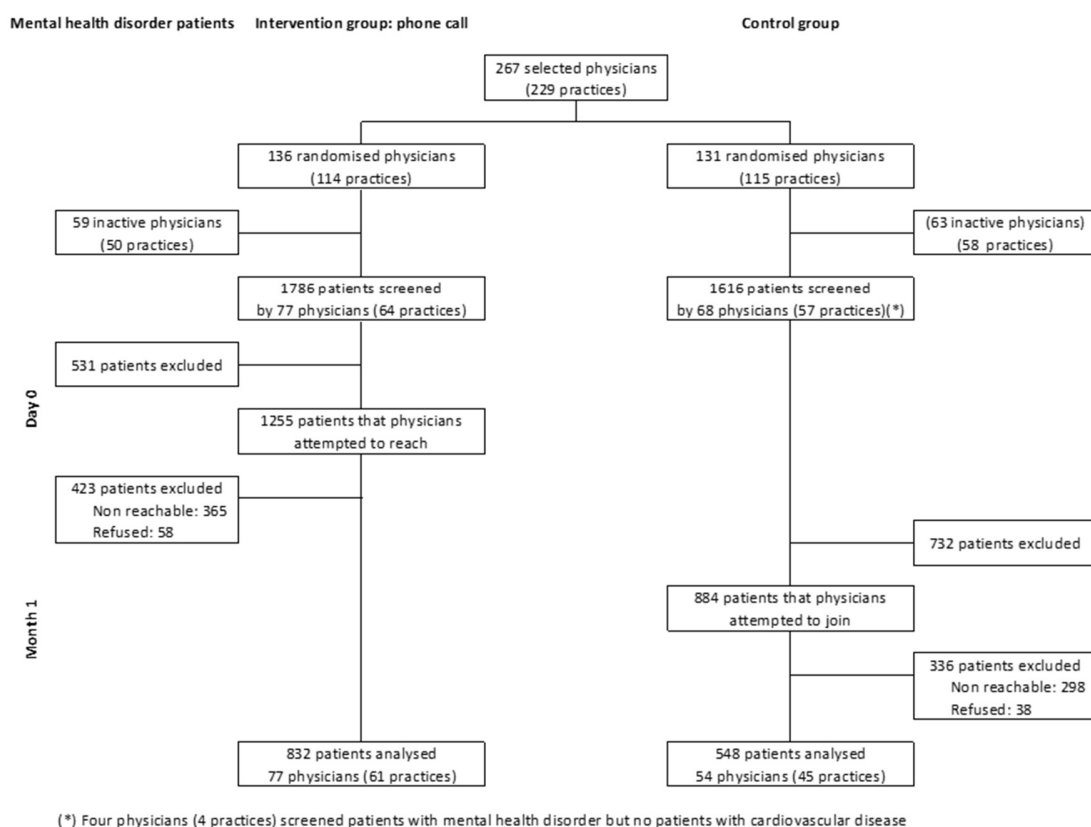 Mental health disorder patients
Intervention group: phone call
Control group
267 selected physicians
(229 practices)
136 randomised physicians
(114 practices)
131 randomised physicians
(115 practices)
59 inactive physicians
(50 practices)
(63 inactive physicians)
(58 practices)
1786 patients screened
by 77 physicians (64 practices)
1616 patients screened
by 68 physicians (57 practices)(*)
531 patients excluded
Day 0
1255 patients that physicians
attempted to reach
423 patients excluded
Non reachable: 365
Refused: 58
732 patients excluded
Month 1
884 patients that physicians
attempted to join
336 patients excluded
Non reachable: 298
Refused: 38
832 patients analysed
77 physicians (61 practices)
548 patients analysed
54 physicians (45 practices)
(*) Four physicians (4 practices) screened patients with mental health disorder but no patients with cardiovascular disease